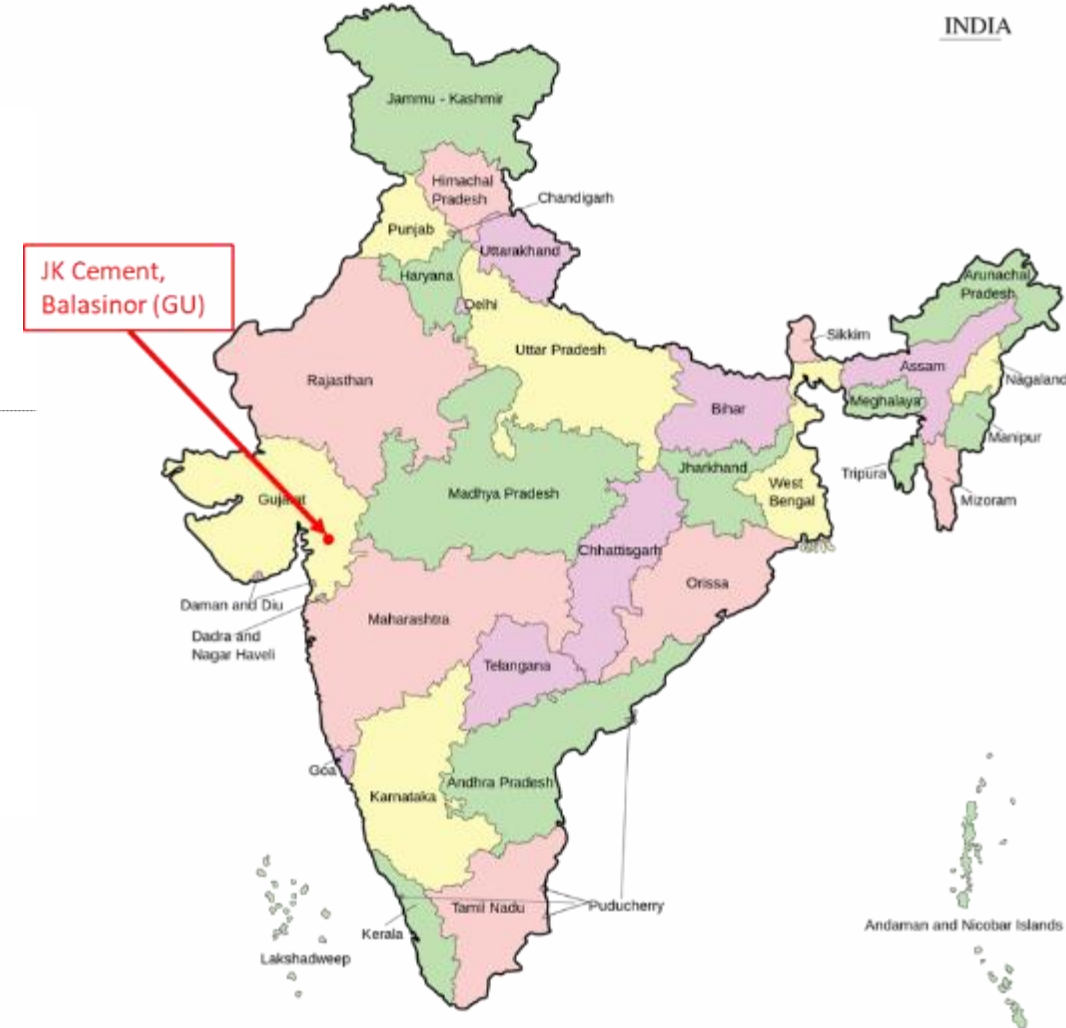 INDIA
Jammu - Kashmir
Himachal
Pradesh
Chandigarh
Punjab
Uttarakhand
JK Cement,
Balasinor (GU)
Haryana
Arunachal
Pradesh
Delhi
Sikkim
Uttar Pradesh
Assam
Rajasthan
Nagaland
Meghalaya
Bihar
Manipur
Jharkhand
Tripura
West
Bengal
Madhya Pradesh
Gujarat
Mizoram
Chhattisgarh
Orissa
Daman and Diu
Maharashtra
Dadra and
Nagar Haveli
Telangana
Goa
Andhra Pradesh
Karnataka
Puducherry
Tamil Nadu
Andaman and Nicobar Islands
Kerala
Lakshadweep